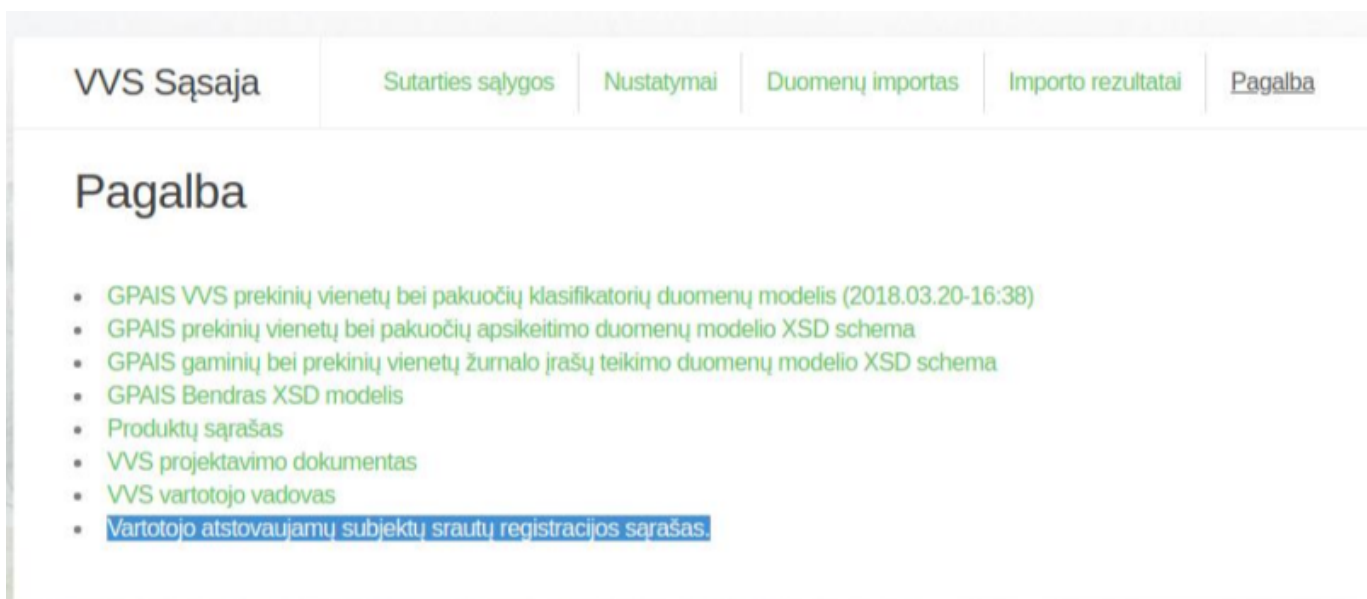 VVS Sąsaja
Sutarties sąlygos Nustatymai Duomenų importas Importo rezultatai Pagalba
Pagalba
GPAIS VVS prekinių vienetų bei pakuočių klasifikatorių duomenų modelis (2018.03.20-16:38)
GPAIS prekinių vienetų bei pakuočių apsikeitimo duomenų modelio XSD schema
GPAIS gaminių bei prekinių vienetų žurnalo įrašų teikimo duomenų modelio XSD schema
GPAIS Bendras XSD modelis
Produktų sąrašas
VVS projektavimo dokumentas
VVS vartotojo vadovas
Vartotojo atstovaujamų subjektų srautų registracijos sąrašas.